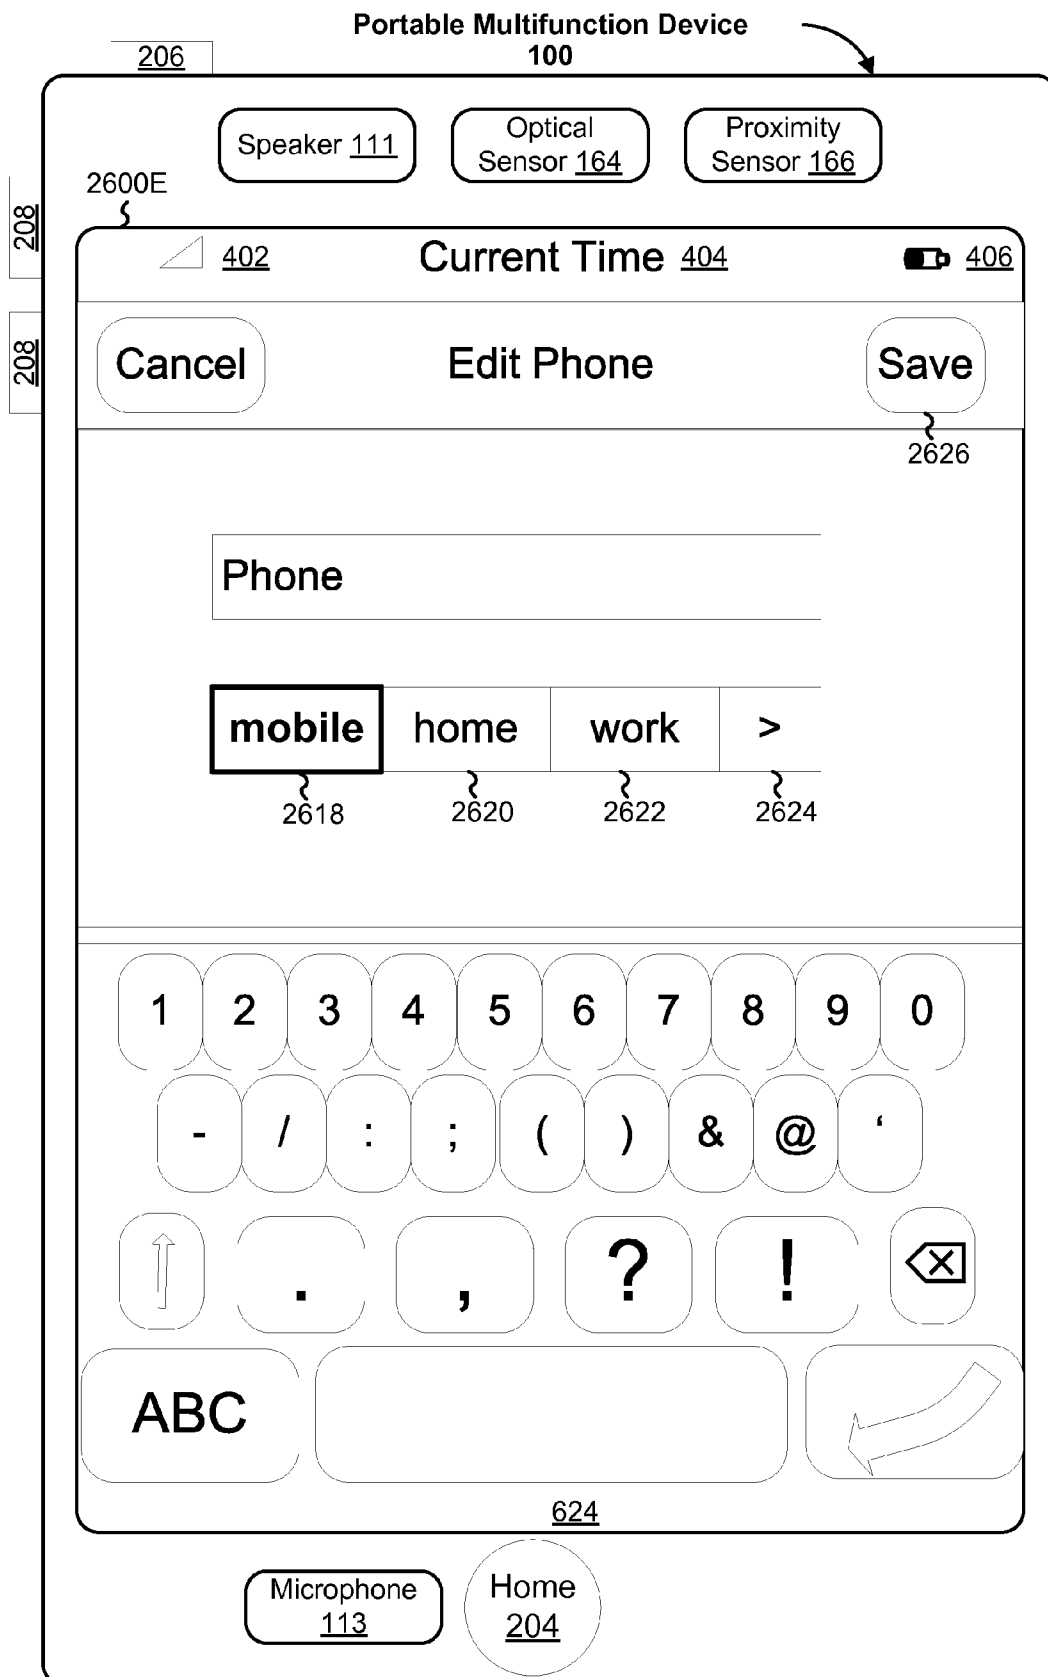 Portable Multifunction Device
100
206
Speaker 111
Optical
Sensor 164
Proximity
Sensor 166
2600E
208
402
Current Time 404
406
208
Cancel
Edit Phone
Save
2626
Phone
mobile
home
work
>
2618
2620
2622
2624
1 2 3 4 5 6 7 8 9 0
- / : ; ( ) & @ ‘
. , ? !
ABC
624
Microphone
113
Home
204